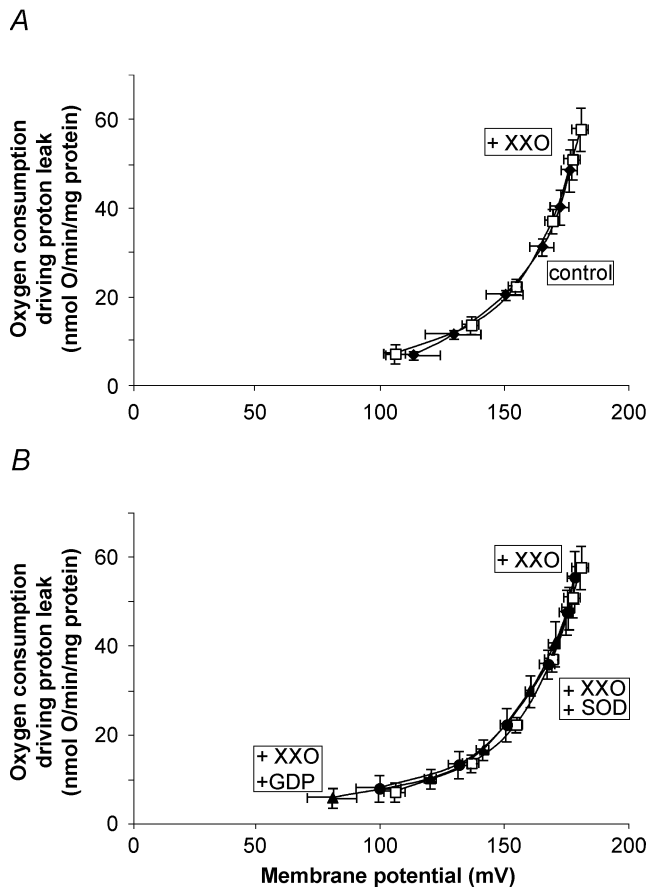 A
Oxygen consumption
driving proton leak
(nmol O/min/mg protein)
60
40
20
0
+ XXO
control
0
50
100
150
200
B
Oxygen consumption
driving proton leak
(nmol O/min/mg protein)
60
40
20
0
+ XXO
+ XXO
+ SOD
+ XXO
+GDP
0
50
100
150
200
Membrane potential (mV)